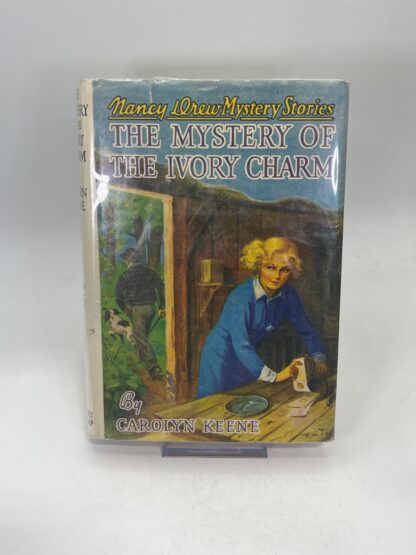 Nancy Drew Mystery Stories
THE MYSTERY OF
THE IVORY CHARM
By
CAROLYN KEENE